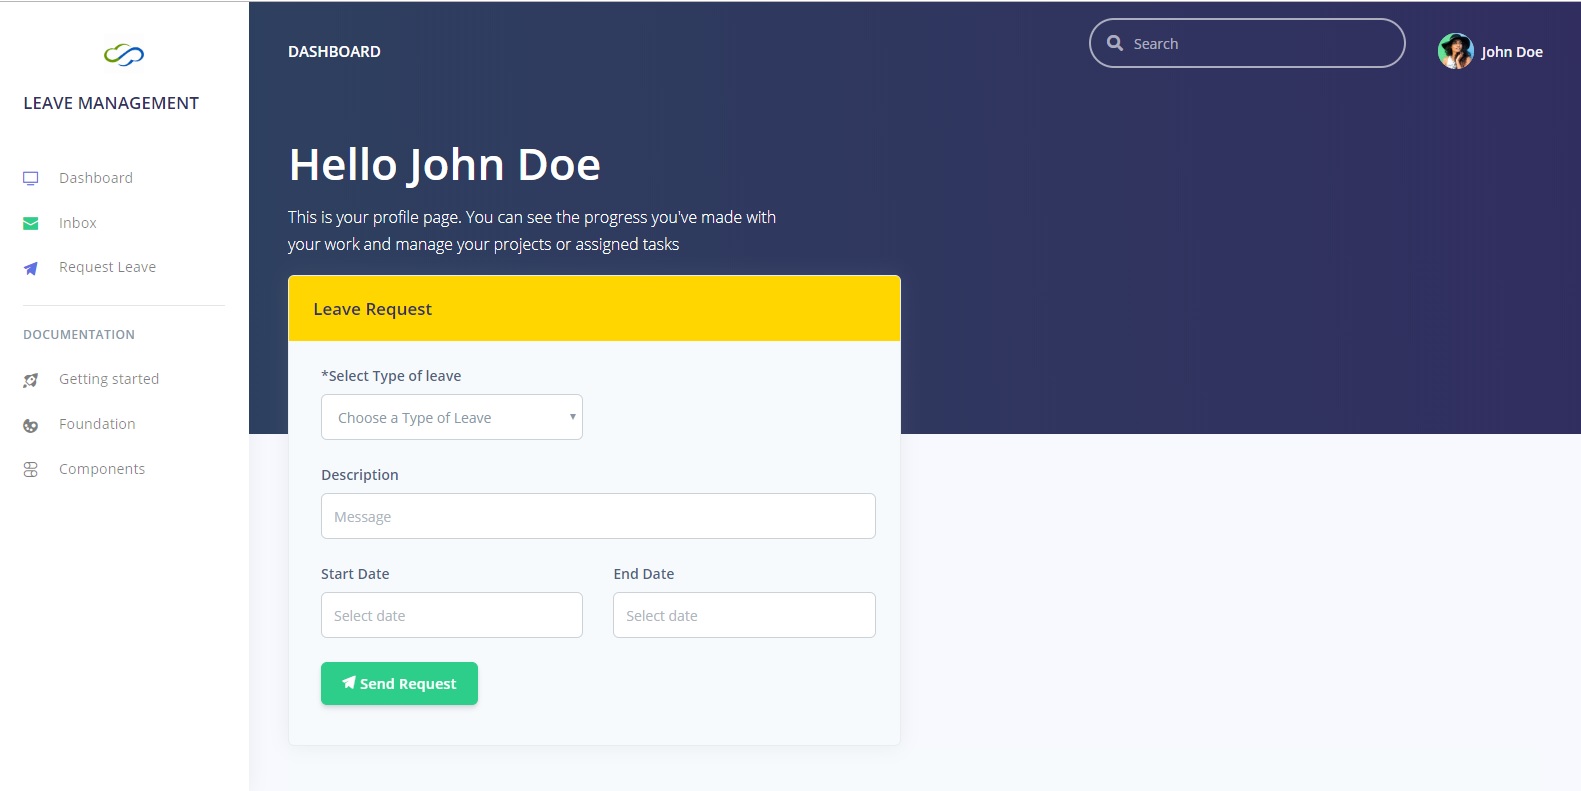 LEAVE MANAGEMENT
Dashboard
Inbox
Request Leave
DOCUMENTATION
Getting started
Foundation
Components
DASHBOARD
Search
John Doe
Hello John Doe
This is your profile page. You can see the progress you've made with
your work and manage your projects or assigned tasks
Leave Request
*Select Type of leave
Choose a Type of Leave
Description
Message
Start Date
End Date
Select date
Select date
Send Request